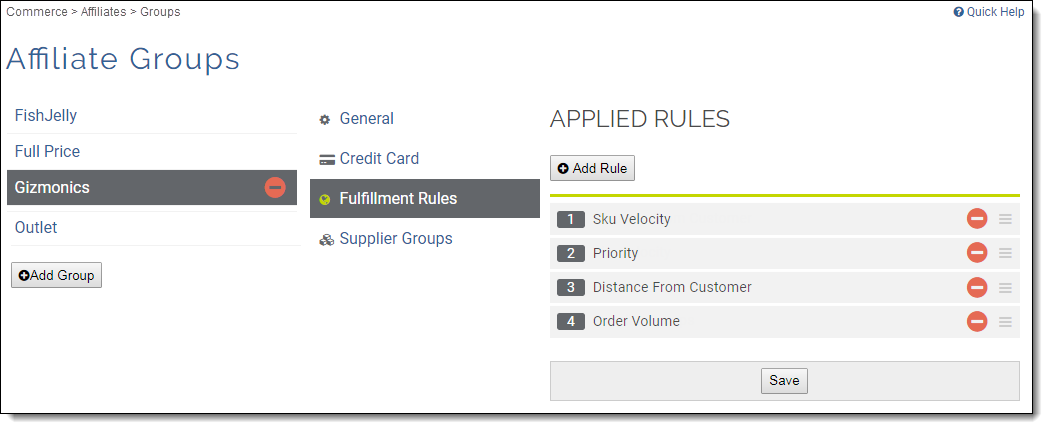 Commerce > Affiliates > Groups
Quick Help
Affiliate Groups
FishJelly
Full Price
Gizmonics
Outlet
Add Group
General
Credit Card
Fulfillment Rules
Supplier Groups
APPLIED RULES
Add Rule
1 Sku Velocity
2 Priority
3 Distance From Customer
4 Order Volume
Save